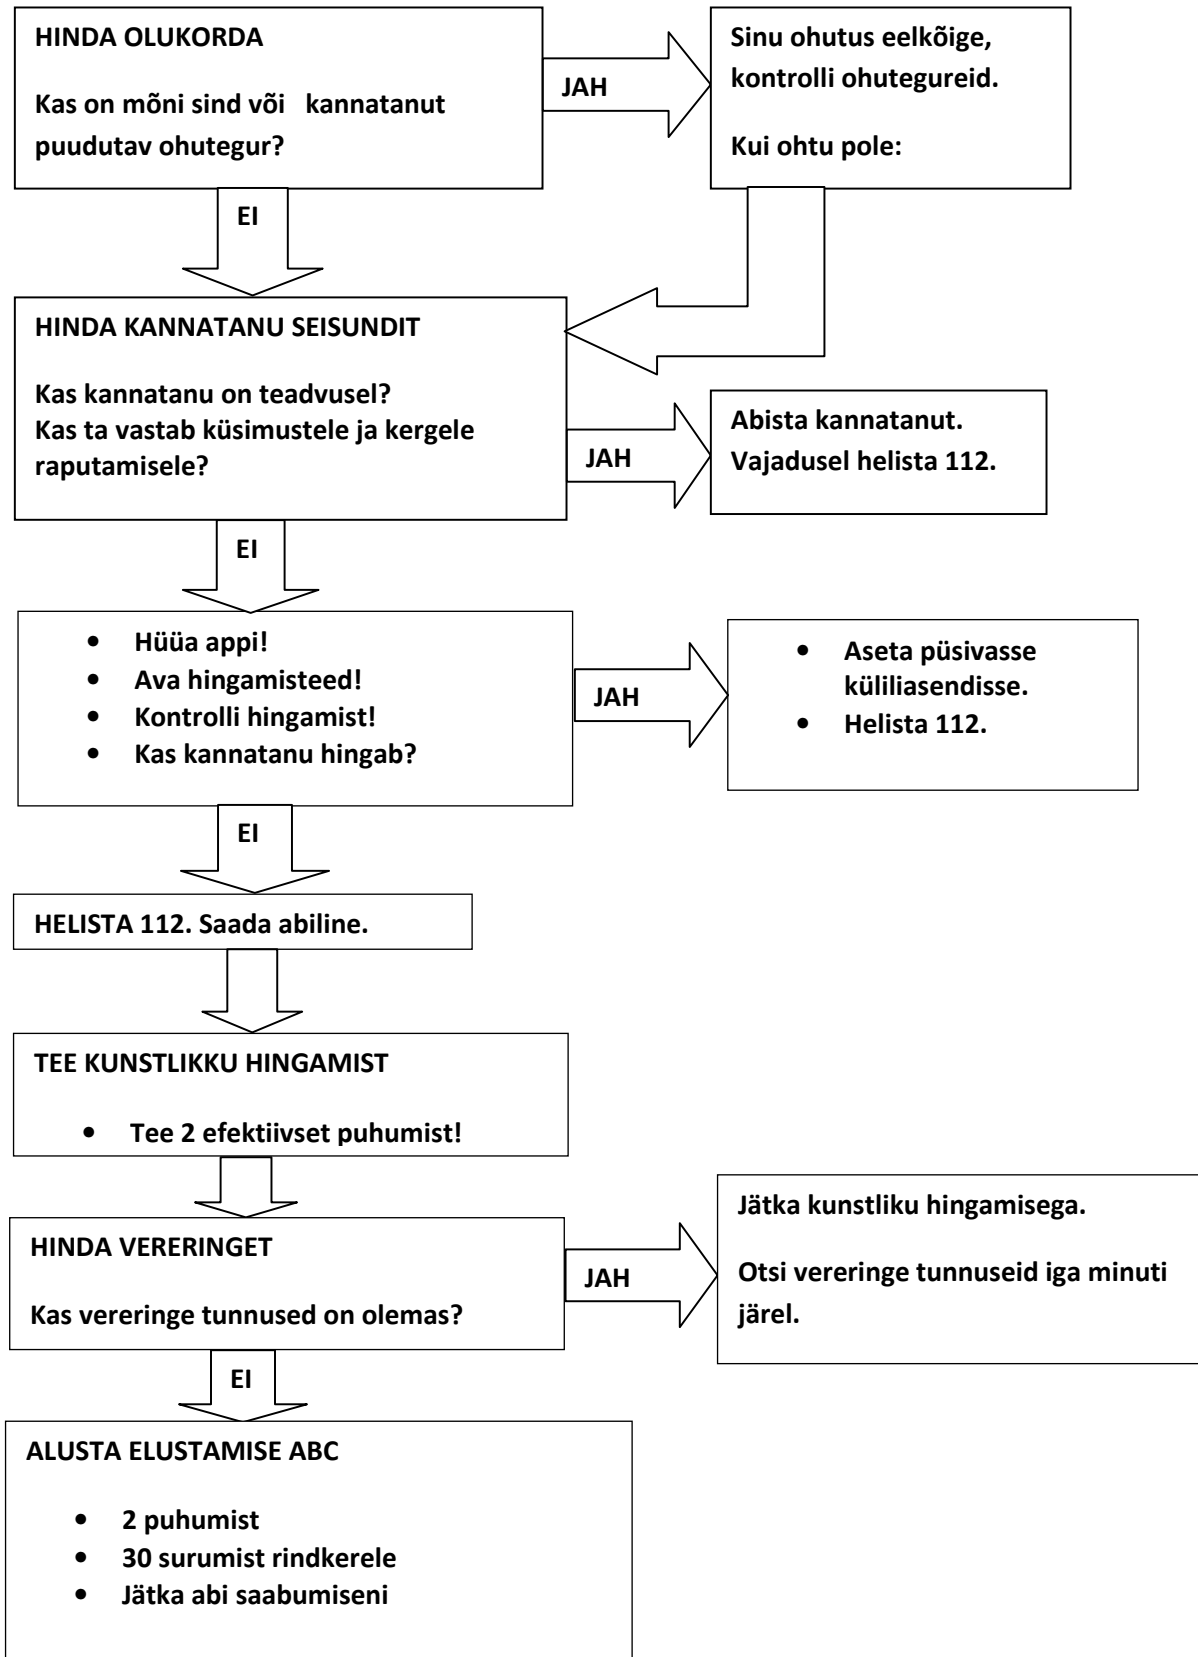 HINDA OLUKORDA
Kas on mõni sind või kannatanut
puudutav ohutegur?
JAH
Sinu ohutus eelkõige,
kontrolli ohutegureid.
Kui ohtu pole:
EI
HINDA KANNATANU SEISUNDIT
Kas kannatanu on teadvusel?
Kas ta vastab küsimustele ja kergele
raputamisele?
JAH
Abista kannatanut.
Vajadusel helista 112.
EI
• Hüüa appi!
• Ava hingamisteed!
• Kontrolli hingamist!
• Kas kannatanu hingab?
JAH
• Aseta püsivasse
küliliasendisse.
• Helista 112.
EI
HELISTA 112. Saada abiline.
TEE KUNSTLIKKU HINGAMIST
• Tee 2 efektiivset puhumist!
HINDA VERERINGET
Kas vereringe tunnused on olemas?
JAH
Jätka kunstliku hingamisega.
Otsi vereringe tunnuseid iga minuti
järel.
EI
ALUSTA ELUSTAMISE ABC
• 2 puhumist
• 30 surumist rindkerele
• Jätka abi saabumiseni